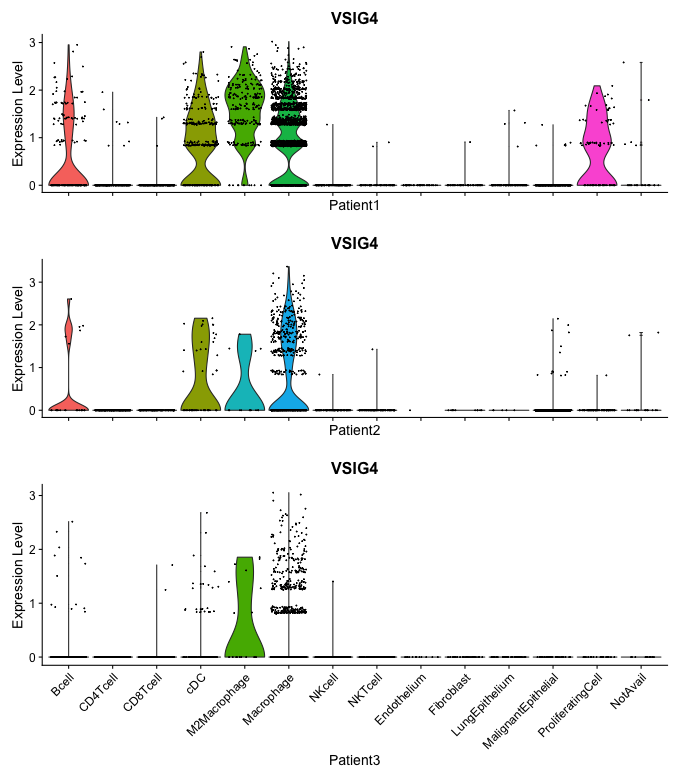 VSIG4
Expression Level
3
2
1
0
Patient1
VSIG4
Expression Level
3
2
1
0
Patient2
VSIG4
Expression Level
3
2
1
0
Bcell
CD4Tcell
CD8Tcell
cDC
M2Macrophage
Macrophage
NKcell
NKTcell
Endothelium
Fibroblast
LungEpithelium
MalignantEpithelial
ProliferatingCell
NotAvail
Patient3